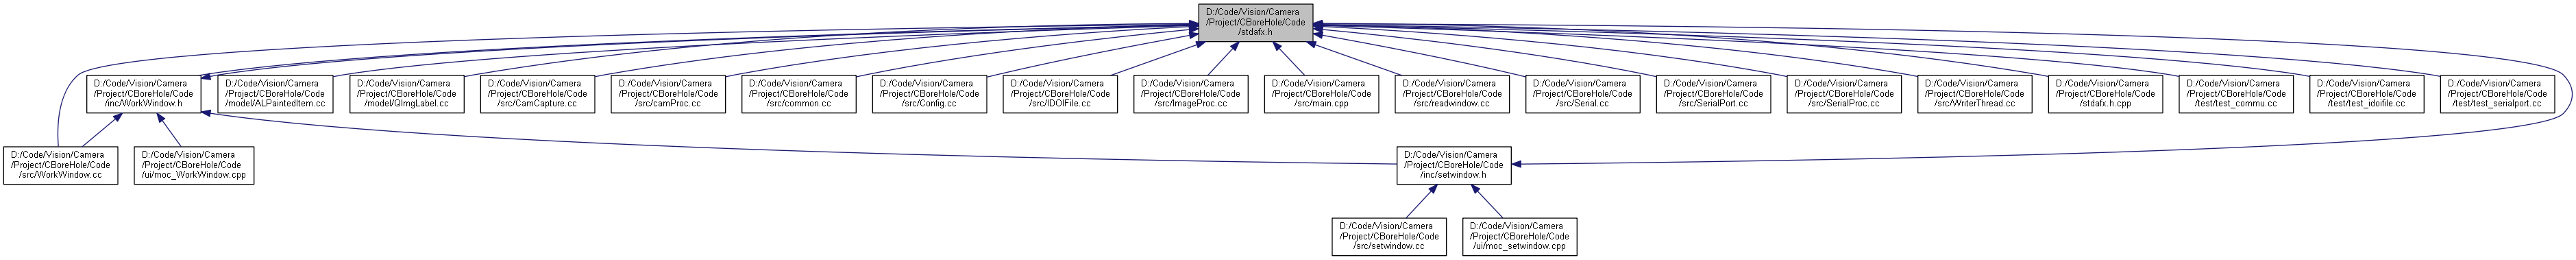 D:/Code/Vision/Camera
/Project/CBoreHole/Code
/stdafx.h
D:/Code/Vision/Camera
/Project/CBoreHole/Code
/inc/WorkWindow.h
D:/Code/Vision/Camera
/Project/CBoreHole/Code
/model/ALPaintedItem.cc
D:/Code/Vision/Camera
/Project/CBoreHole/Code
/model/QImgLabel.cc
D:/Code/Vision/Camera
/Project/CBoreHole/Code
/src/CamCapture.cc
D:/Code/Vision/Camera
/Project/CBoreHole/Code
/src/camProc.cc
D:/Code/Vision/Camera
/Project/CBoreHole/Code
/src/common.cc
D:/Code/Vision/Camera
/Project/CBoreHole/Code
/src/Config.cc
D:/Code/Vision/Camera
/Project/CBoreHole/Code
/src/IDOIFile.cc
D:/Code/Vision/Camera
/Project/CBoreHole/Code
/src/ImageProc.cc
D:/Code/Vision/Camera
/Project/CBoreHole/Code
/src/main.cpp
D:/Code/Vision/Camera
/Project/CBoreHole/Code
/src/readwindow.cc
D:/Code/Vision/Camera
/Project/CBoreHole/Code
/src/Serial.cc
D:/Code/Vision/Camera
/Project/CBoreHole/Code
/src/SerialPort.cc
D:/Code/Vision/Camera
/Project/CBoreHole/Code
/src/SerialProc.cc
D:/Code/Vision/Camera
/Project/CBoreHole/Code
/src/WriterThread.cc
D:/Code/Vision/Camera
/Project/CBoreHole/Code
/stdafx.h.cpp
D:/Code/Vision/Camera
/Project/CBoreHole/Code
/test/test_commu.cc
D:/Code/Vision/Camera
/Project/CBoreHole/Code
/test/test_idoifile.cc
D:/Code/Vision/Camera
/Project/CBoreHole/Code
/test/test_serialport.cc
D:/Code/Vision/Camera
/Project/CBoreHole/Code
/src/WorkWindow.cc
D:/Code/Vision/Camera
/Project/CBoreHole/Code
/ui/moc_WorkWindow.cpp
D:/Code/Vision/Camera
/Project/CBoreHole/Code
/inc/setwindow.h
D:/Code/Vision/Camera
/Project/CBoreHole/Code
/src/setwindow.cc
D:/Code/Vision/Camera
/Project/CBoreHole/Code
/ui/moc_setwindow.cpp